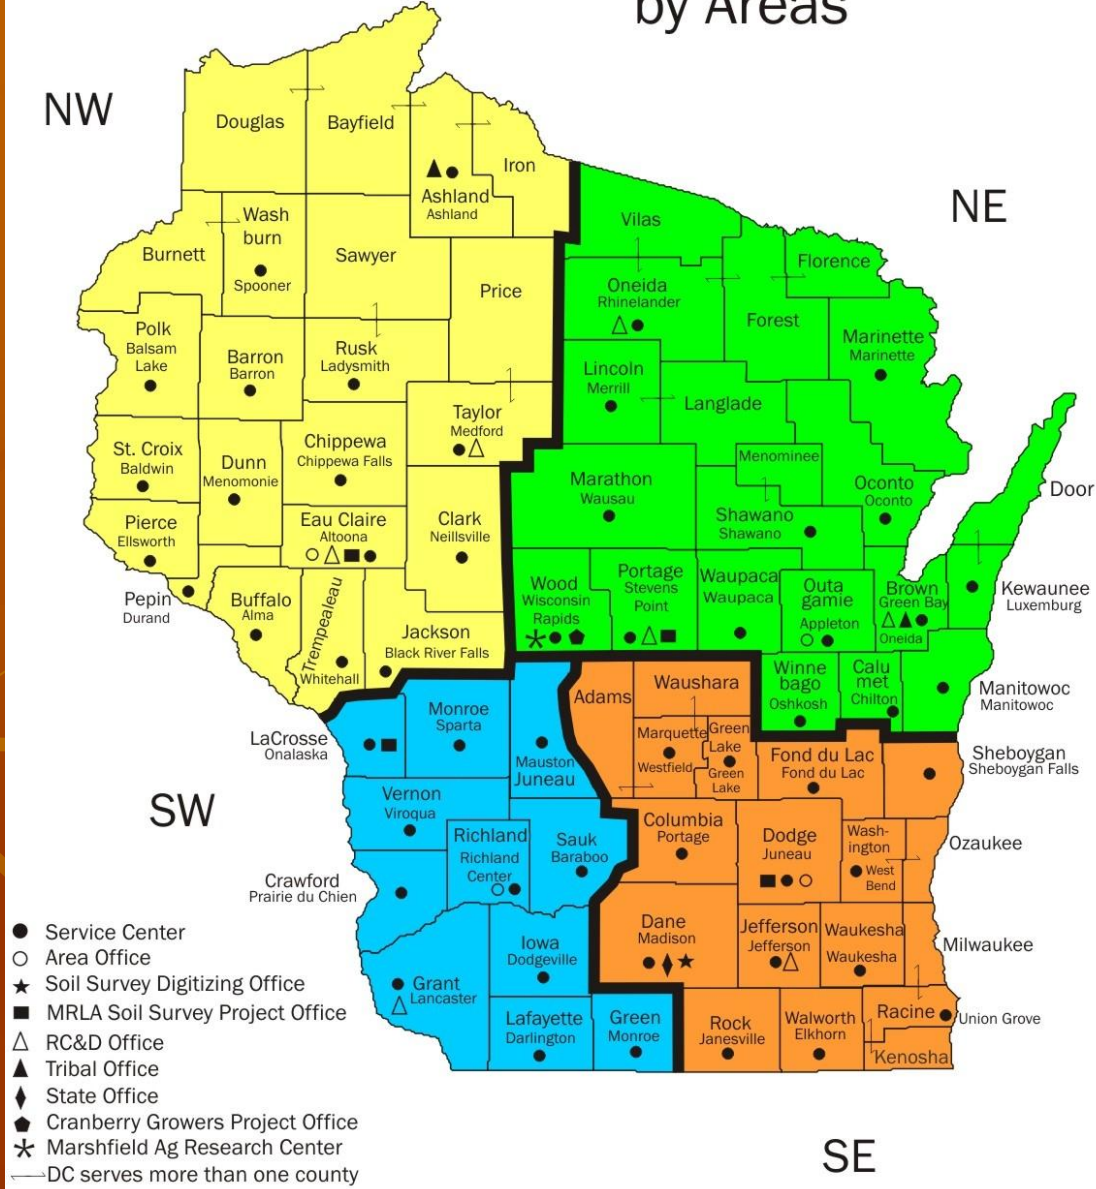 by Areas
NW
NE
Douglas
Bayfield
Iron
Ashland
Ashland
Vilas
Wash
burn
Spooner
Burnett
Sawyer
Price
Florence
Oneida
Rhinelander
Forest
Marinette
Marinette
Polk
Balsam
Lake
Barron
Barron
Rusk
Ladysmith
Lincoln
Merrill
Langlade
Taylor
Medford
St. Croix
Baldwin
Dunn
Menomonie
Chippewa
Chippewa Falls
Menominee
Marathon
Wausau
Oconto
Oconto
Door
Pierce
Ellsworth
Eau Claire
Altoona
Clark
Neillsville
Shawano
Shawano
Pepin
Durand
Buffalo
Alma
Trempealeau
Whitehall
Jackson
Black River Falls
Wood
Wisconsin
Rapids
Portage
Stevens
Point
Waupaca
Waupaca
Outa
gamie
Appleton
Brown
Green Bay
Oneida
Kewaunee
Luxemburg
Winne
bago
Oshkosh
Calu
met
Chilton
Manitowoc
Manitowoc
LaCrosse
Onalaska
Monroe
Sparta
Mauston
Juneau
Adams
Waushara
Marquette
Westfield
Green
Lake
Green
Lake
Fond du Lac
Fond du Lac
Sheboygan
Sheboygan Falls
SW
Vernon
Viroqua
Richland
Richland
Center
Sauk
Baraboo
Columbia
Portage
Dodge
Juneau
Wash-
ington
West
Bend
Ozaukee
Crawford
Prairie du Chien
Dane
Madison
Jefferson
Jefferson
Waukesha
Waukesha
Milwaukee
Iowa
Dodgeville
Grant
Lancaster
Lafayette
Darlington
Green
Monroe
Rock
Janesville
Walworth
Elkhorn
Racine
Union Grove
Kenosha
Service Center
Area Office
Soil Survey Digitizing Office
MRLA Soil Survey Project Office
RC&D Office
Tribal Office
State Office
Cranberry Growers Project Office
Marshfield Ag Research Center
DC serves more than one county
SE